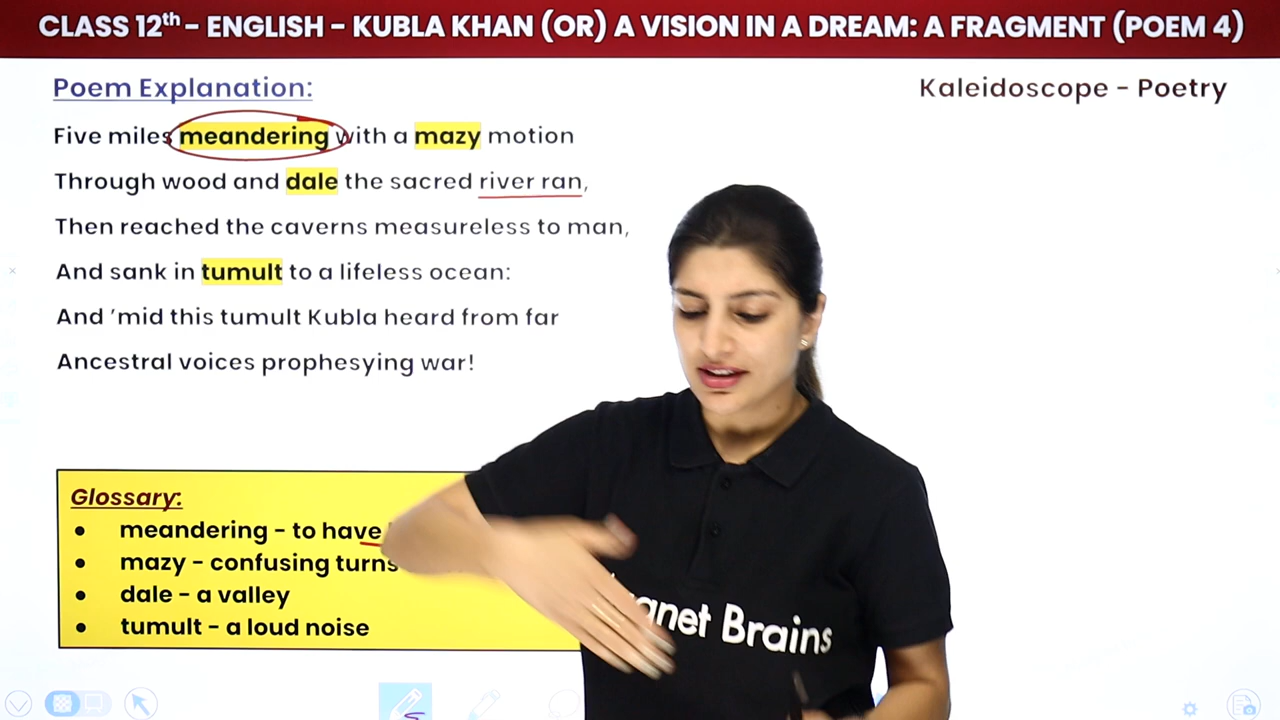 CLASS 12th – ENGLISH – KUBLA KHAN (OR) A VISION IN A DREAM: A FRAGMENT (POEM 4)
Poem Explanation:
Kaleidoscope – Poetry
Five miles meandering with a mazy motion
Through wood and dale the sacred river ran,
Then reached the caverns measureless to man,
And sank in tumult to a lifeless ocean:
And ’mid this tumult Kubla heard from far
Ancestral voices prophesying war!
Glossary:
• meandering – to have
• mazy – confusing turns
• dale – a valley
• tumult – a loud noise
Brains